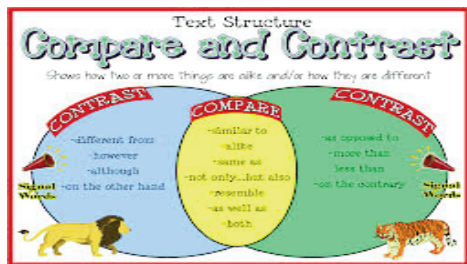 Text Structure
Compare and Contrast
Shows how two or more things are alike and/or how they are different
CONTRAST
-different from
-however
-although
-on the other hand
Signal
Words
COMPARE
-similar to
-alike
-same as
-not only...but also
-resemble
-as well as
-both
CONTRAST
-as opposed to
-more than
less than
-on the contrary
Signal
Words